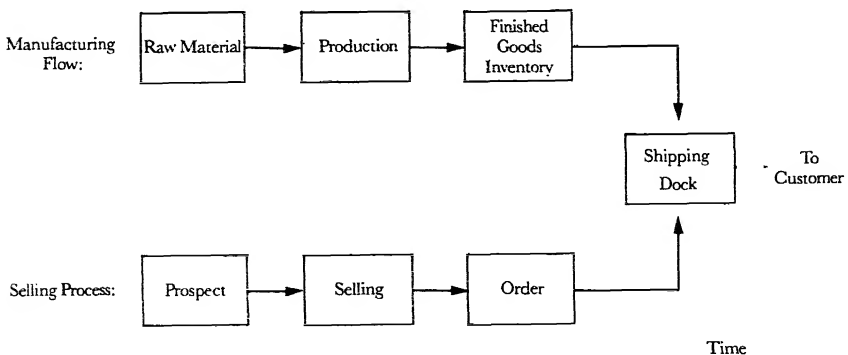 Manufacturing
Flow:
Raw Material
Production
Finished
Goods
Inventory
Shipping
Dock
To
Customer
Selling Process:
Prospect
Selling
Order
Time